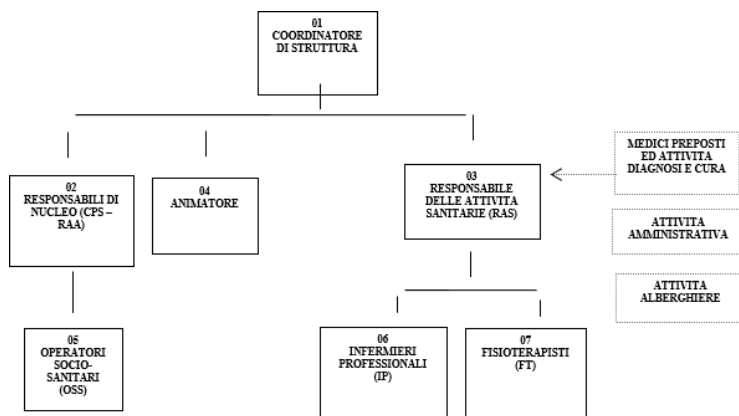 01
COORDINATORE
DI STRUTTURA
MEDICI PREPOSTI
ED ATTIVITA
DIAGNOSI E CURA
02
RESPONSABILI DI
NUCLEO (CPS –
RAA)
04
ANIMATORE
03
RESPONSABILE
DELLE ATTIVITA
SANITARIE (RAS)
ATTIVITA
AMMINISTRATIVA
ATTIVITA
ALBERGHIERE
05
OPERATORI
SOCIO-
SANITARI
(OSS)
06
INFERMIERI
PROFESSIONALI
(IP)
07
FISIOTERAPISTI
(FT)